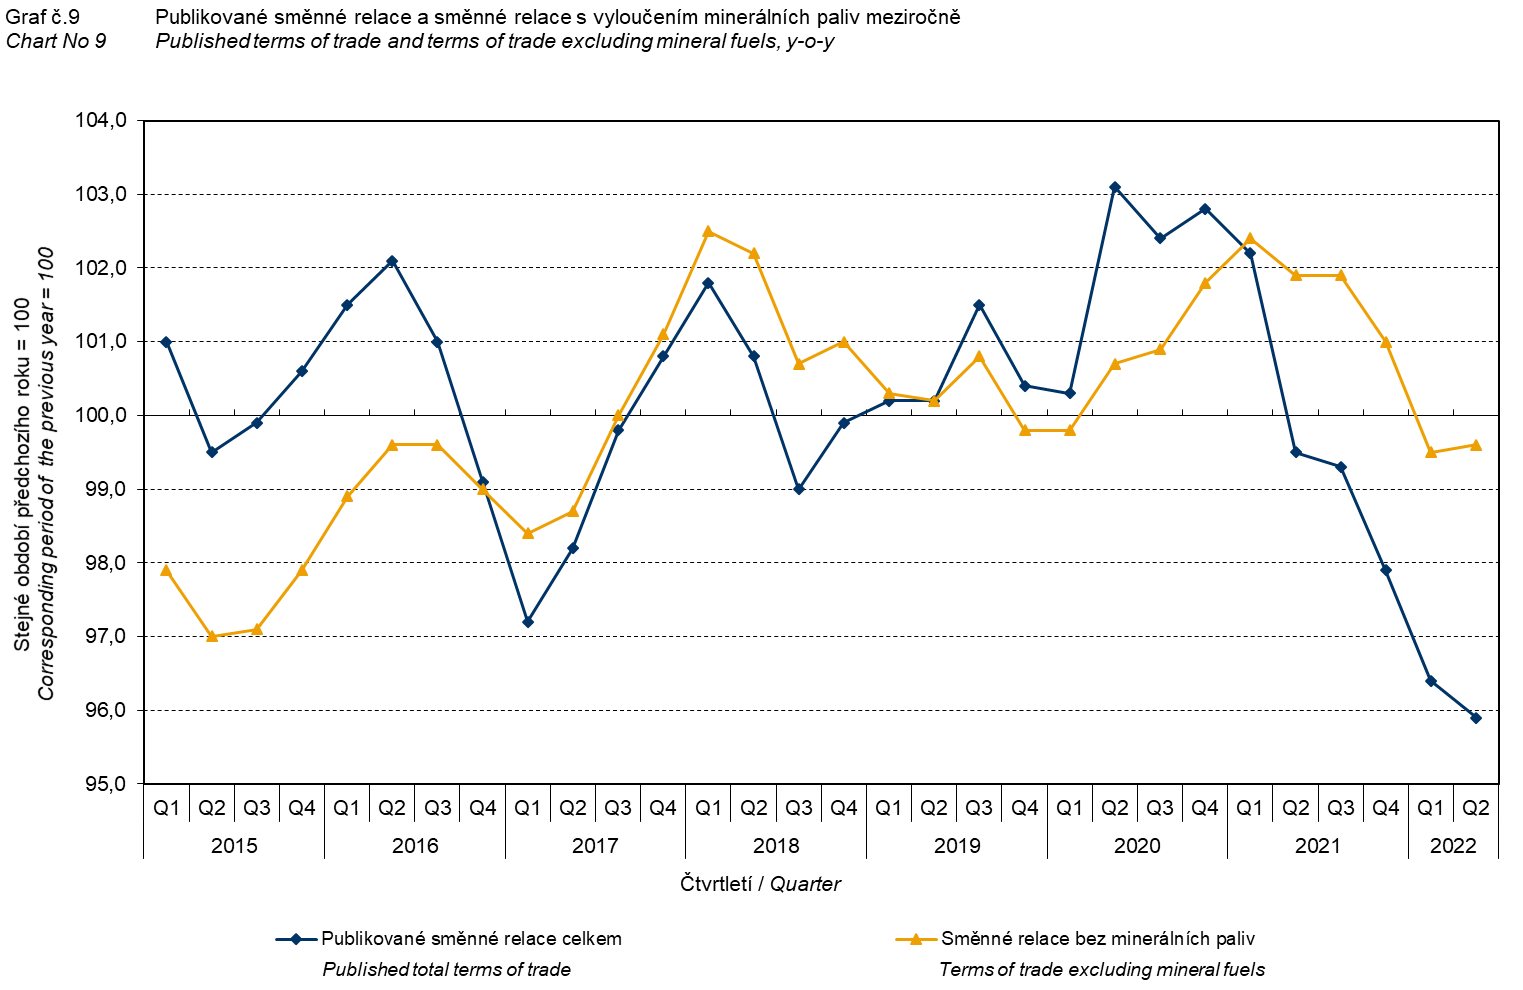 Graf č.9 Publikované směnné relace a směnné relace s vyloučením minerálních paliv meziročně
Chart No 9 Published terms of trade and terms of trade excluding mineral fuels, y-o-y
Stejné období předchozího roku = 100
Corresponding period of the previous year = 100
104,0
103,0
102,0
101,0
100,0
99,0
98,0
97,0
96,0
95,0
Q1 Q2 Q3 Q4 Q1 Q2 Q3 Q4 Q1 Q2 Q3 Q4 Q1 Q2 Q3 Q4 Q1 Q2 Q3 Q4 Q1 Q2 Q3 Q4 Q1 Q2 Q3 Q4 Q1 Q2
2015 2016 2017 2018 2019 2020 2021 2022
Čtvrtletí / Quarter
Publikované směnné relace celkem Směnné relace bez minerálních paliv
Published total terms of trade Terms of trade excluding mineral fuels